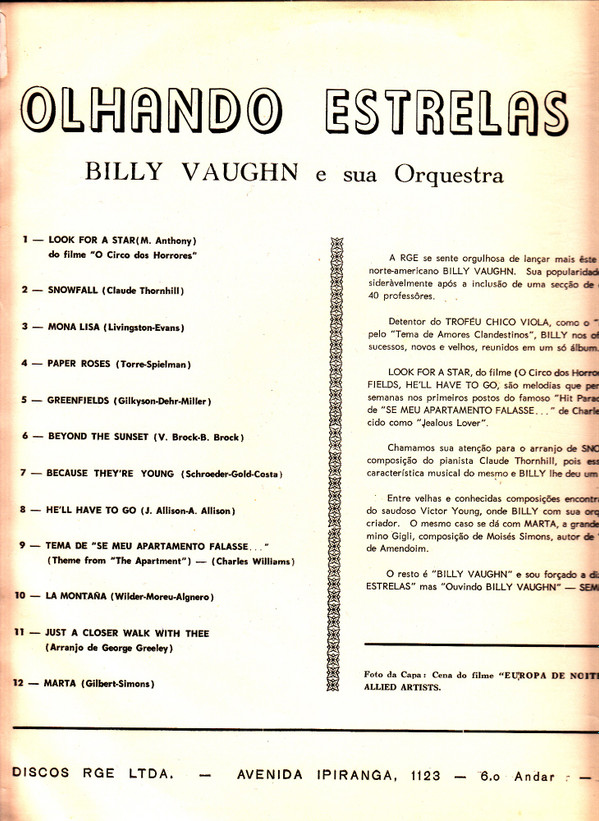 OLHANDO ESTRELAS
BILLY VAUGHN e sua Orquestra
1 — LOOK FOR A STAR(M. Anthony)
do filme "O Circo dos Horrores"
2 — SNOWFALL (Claude Thornhill)
3 — MONA LISA (Livingston-Evans)
4 — PAPER ROSES (Torre-Spielman)
5 — GREENFIELDS (Gilkyson-Dehr-Miller)
6 — BEYOND THE SUNSET (V. Brock-B. Brock)
7 — BECAUSE THEY'RE YOUNG (Schroeder-Gold-Costa)
8 — HE'LL HAVE TO GO (J. Allison-A. Allison)
9 — TEMA DE "SE MEU APARTAMENTO FALASSE..."
(Theme from "The Apartment") — (Charles Williams)
10 — LA MONTAÑA (Wilder-Moreu-Algnero)
11 — JUST A CLOSER WALK WITH THEE
(Arranjo de George Greeley)
12 — MARTA (Gilbert-Simons)
A RGE se sente orgulhosa de lançar mais êste
norte-americano BILLY VAUGHN. Sua popularidad
sideràvelmente após a inclusão de uma secção de
40 professôres.
Detentor do TROFÉU CHICO VIOLA, como o "
pelo "Tema de Amores Clandestinos", BILLY nos of
sucessos, novos e velhos, reunidos em um só álbum.
LOOK FOR A STAR, do filme (O Circo dos Horro
FIELDS, HE'LL HAVE TO GO, são melodias que per
semanas nos primeiros postos do famoso "Hit Parad
de "SE MEU APARTAMENTO FALASSE..." de Charle
cido como "Jealous Lover".
Chamamos sua atenção para o arranjo de SNO
composição do pianista Claude Thornhill, pois ess
característica musical do mesmo e BILLY lhe deu um
Entre velhas e conhecidas composições encontr
do saudoso Victor Young, onde BILLY com sua orq
criador. O mesmo caso se dá com MARTA, a grande
mino Gigli, composição de Moisés Simons, autor de "
de Amendoim.
O resto é "BILLY VAUGHN" e sou forçado a di
ESTRELAS" mas "Ouvindo BILLY VAUGHN" — SEM
Foto da Capa: Cena do filme "EUROPA DE NOIT
ALLIED ARTISTS.
DISCOS RGE LTDA. — AVENIDA IPIRANGA, 1123 — 6.o Andar — —